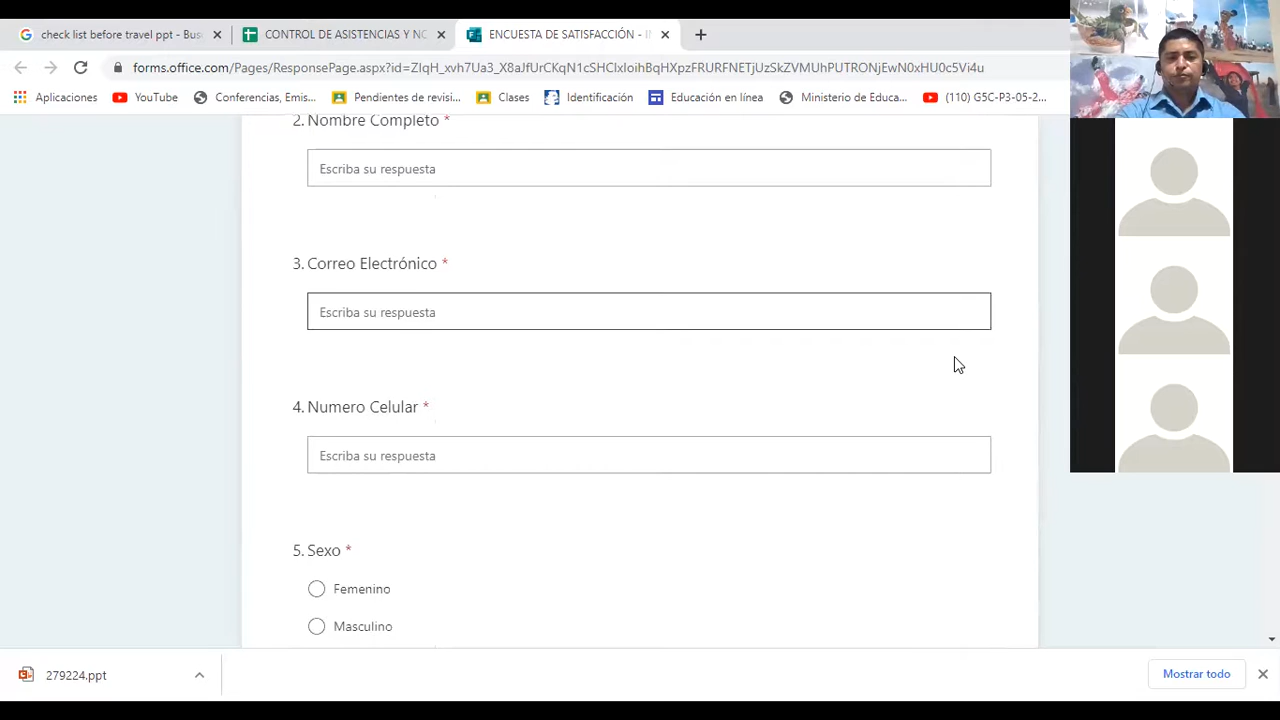 check list before travel ppt - Bus
CONTROL DE ASISTENCIAS Y NC
ENCUESTA DE SATISFACCIÓN - I
forms.office.com/Pages/ResponsePage.aspx?id=
Aplicaciones
YouTube
Conferencias, Emis...
Pendientes de revisi...
Clases
Identificación
Educación en línea
Ministerio de Educa...
(110) G5C-P3-05-2...
2. Nombre Completo *
Escriba su respuesta
3. Correo Electrónico *
Escriba su respuesta
4. Numero Celular *
Escriba su respuesta
5. Sexo *
Femenino
Masculino
279224.ppt
Mostrar todo